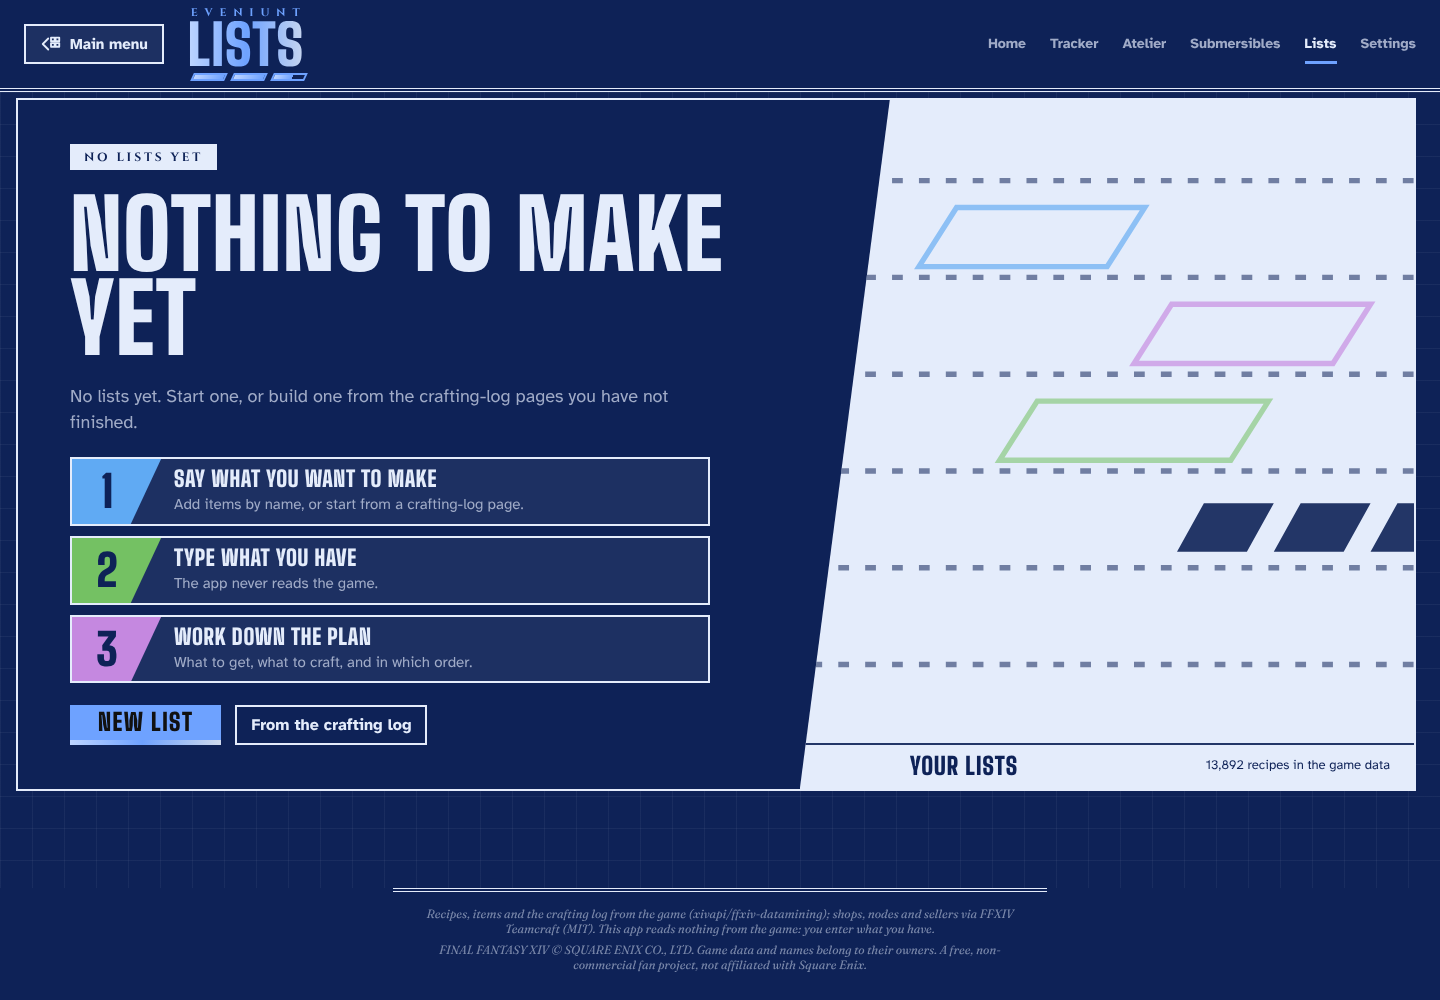 Main menu
EVENIUNT
LISTS
Home
Tracker
Atelier
Submersibles
Lists
Settings
NO LISTS YET
NOTHING TO MAKE
YET
No lists yet. Start one, or build one from the crafting-log pages you have not
finished.
1
SAY WHAT YOU WANT TO MAKE
Add items by name, or start from a crafting-log page.
2
TYPE WHAT YOU HAVE
The app never reads the game.
3
WORK DOWN THE PLAN
What to get, what to craft, and in which order.
NEW LIST
From the crafting log
YOUR LISTS
13,892 recipes in the game data
Recipes, items and the crafting log from the game (xivapi/ffxiv-datamining); shops, nodes and sellers via FFXIV
Teamcraft (MIT). This app reads nothing from the game: you enter what you have.
FINAL FANTASY XIV © SQUARE ENIX CO., LTD. Game data and names belong to their owners. A free, non-
commercial fan project, not affiliated with Square Enix.